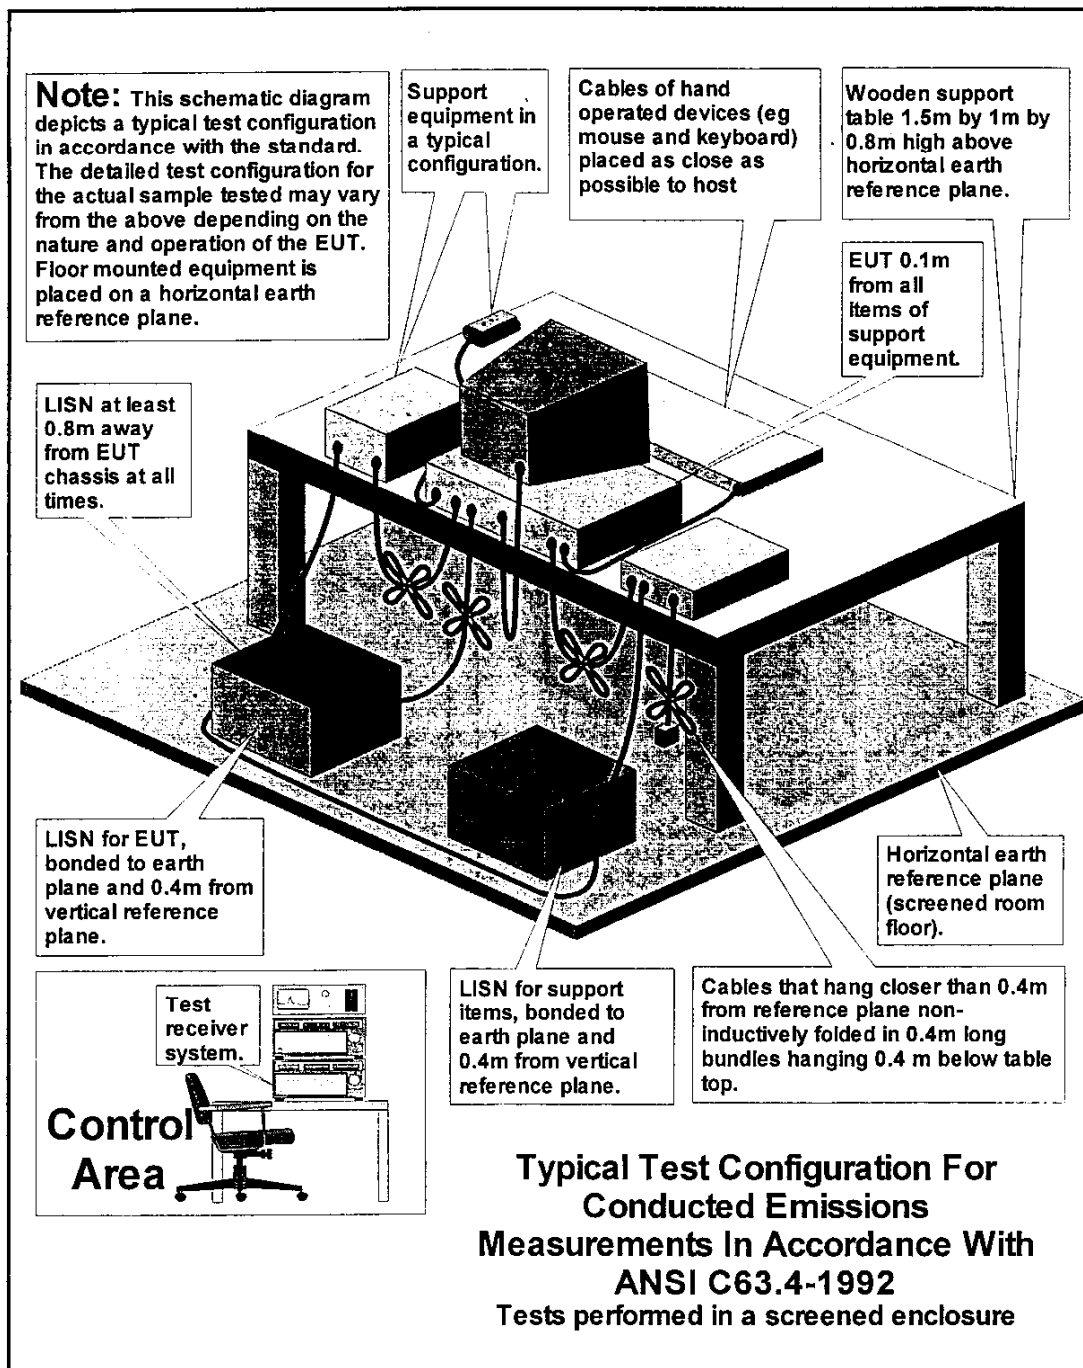 Note: This schematic diagram
depicts a typical test configuration
in accordance with the standard.
The detailed test configuration for
the actual sample tested may vary
from the above depending on the
nature and operation of the EUT.
Floor mounted equipment is
placed on a horizontal earth
reference plane.
Support
equipment in
a typical
configuration.
Cables of hand
operated devices (eg
mouse and keyboard)
placed as close as
possible to host
Wooden support
table 1.5m by 1m by
0.8m high above
horizontal earth
reference plane.
EUT 0.1m
from all
items of
support
equipment.
LISN at least
0.8m away
from EUT
chassis at all
times.
LISN for EUT,
bonded to earth
plane and 0.4m from
vertical reference
plane.
Horizontal earth
reference plane
(screened room
floor).
Test
receiver
system.
Control
Area
LISN for support
items, bonded to
earth plane and
0.4m from vertical
reference plane.
Cables that hang closer than 0.4m
from reference plane non-
inductively folded in 0.4m long
bundles hanging 0.4 m below table
top.
Typical Test Configuration For
Conducted Emissions
Measurements In Accordance With
ANSI C63.4-1992
Tests performed in a screened enclosure